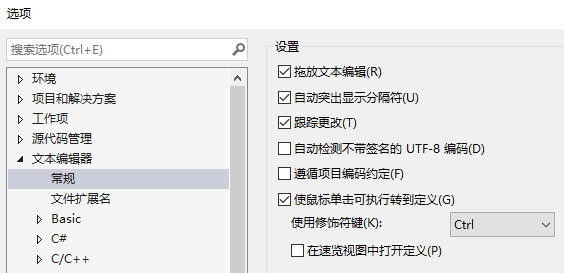 选项
搜索选项(Ctrl+E)
环境
项目和解决方案
工作项
源代码管理
文本编辑器
常规
文件扩展名
Basic
C#
C/C++
设置
拖放文本编辑(R)
自动突出显示分隔符(U)
跟踪更改(T)
自动检测不带签名的 UTF-8 编码(D)
遵循项目编码约定(F)
使鼠标单击可执行转到定义(G)
使用修饰符键(K): Ctrl
在速览视图中打开定义(P)